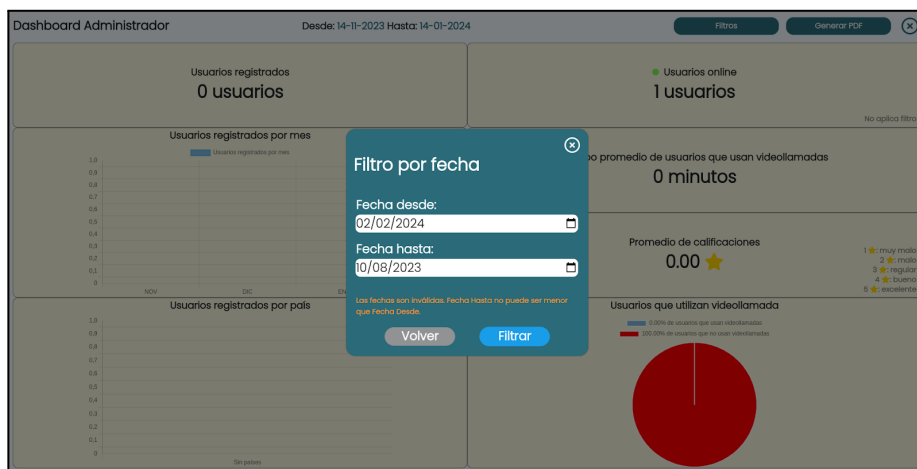 Dashboard Administrador
Desde: 14-11-2023 Hasta: 14-01-2024
Filtros
Generar PDF
Usuarios registrados
0 usuarios
Usuarios online
1 usuarios
No aplica filtro
Usuarios registrados por mes
Usuarios registrados por mes
1,0
0,9
0,8
0,7
0,6
0,5
0,4
0,3
0,2
0,1
0
NOV
DIC
EN
promedio de usuarios que usan videollamadas
0 minutos
Filtro por fecha
Fecha desde:
02/02/2024
Fecha hasta:
10/08/2023
Las fechas son inválidas. Fecha Hasta no puede ser menor
que Fecha Desde.
Volver
Filtrar
Promedio de calificaciones
0.00
1 : muy malo
2 : malo
3 : regular
4 : bueno
5 : excelente
Usuarios registrados por país
1,0
0,9
0,8
0,7
0,6
0,5
0,4
0,3
0,2
0,1
0
Sin países
Usuarios que utilizan videollamada
0.00% de usuarios que usan videollamadas
100.00% de usuarios que no usan videollamadas